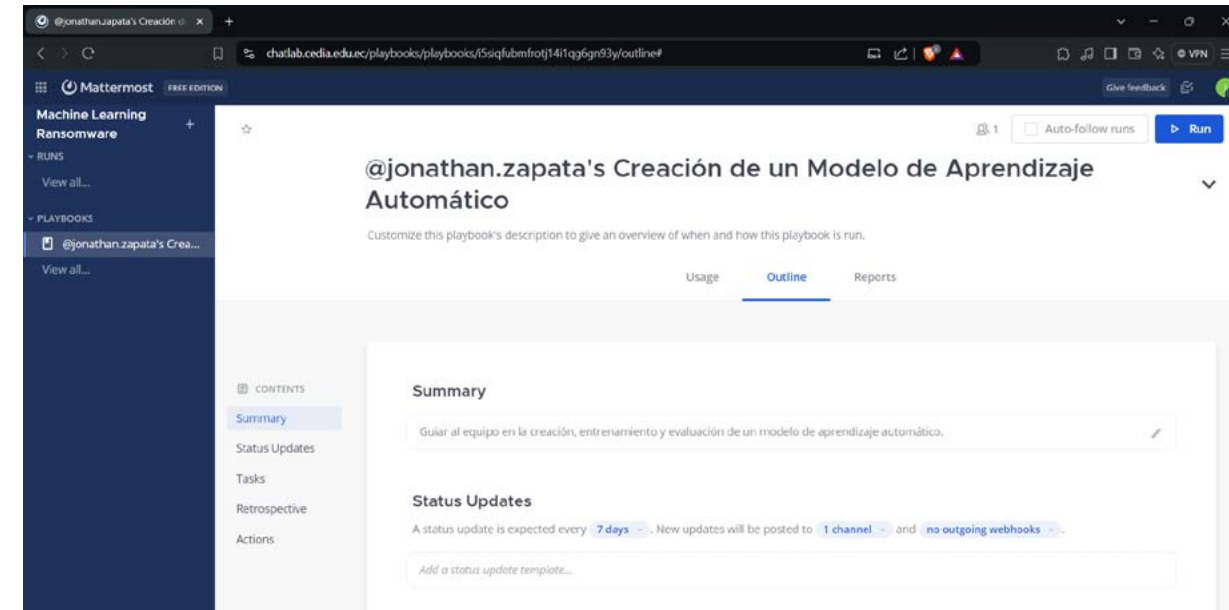 @jonathan.zapata's Creación d
chatlab.cedia.edu.ec/playbooks/playbooks/i5siqfubmfrotj14i1qg6gn93y/outline#
VPN
Mattermost FREE EDITION
Give feedback
Machine Learning
Ransomware
RUNS
View all...
PLAYBOOKS
@jonathan.zapata's Crea...
View all...
1
Auto-follow runs
Run
@jonathan.zapata's Creación de un Modelo de Aprendizaje
Automático
Customize this playbook's description to give an overview of when and how this playbook is run.
Usage Outline Reports
CONTENTS
Summary
Status Updates
Tasks
Retrospective
Actions
Summary
Guiar al equipo en la creación, entrenamiento y evaluación de un modelo de aprendizaje automático.
Status Updates
A status update is expected every 7 days . New updates will be posted to 1 channel and no outgoing webhooks .
Add a status update template...